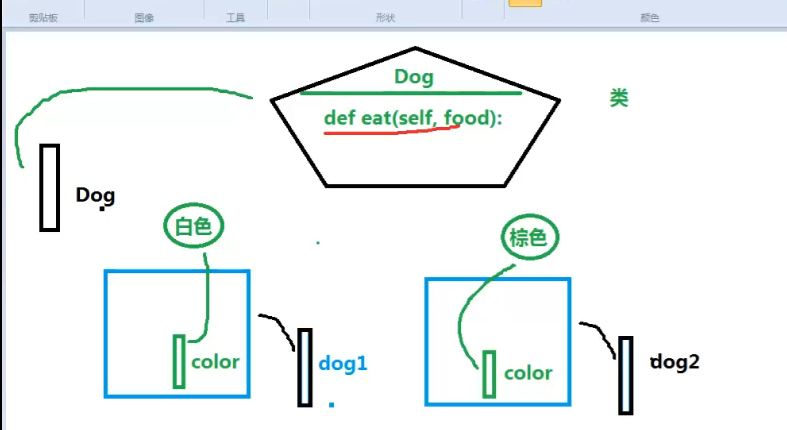 剪贴板 图像 工具 形状 颜色
Dog
类
def eat(self, food):
Dog
白色
棕色
color
dog1
color
dog2